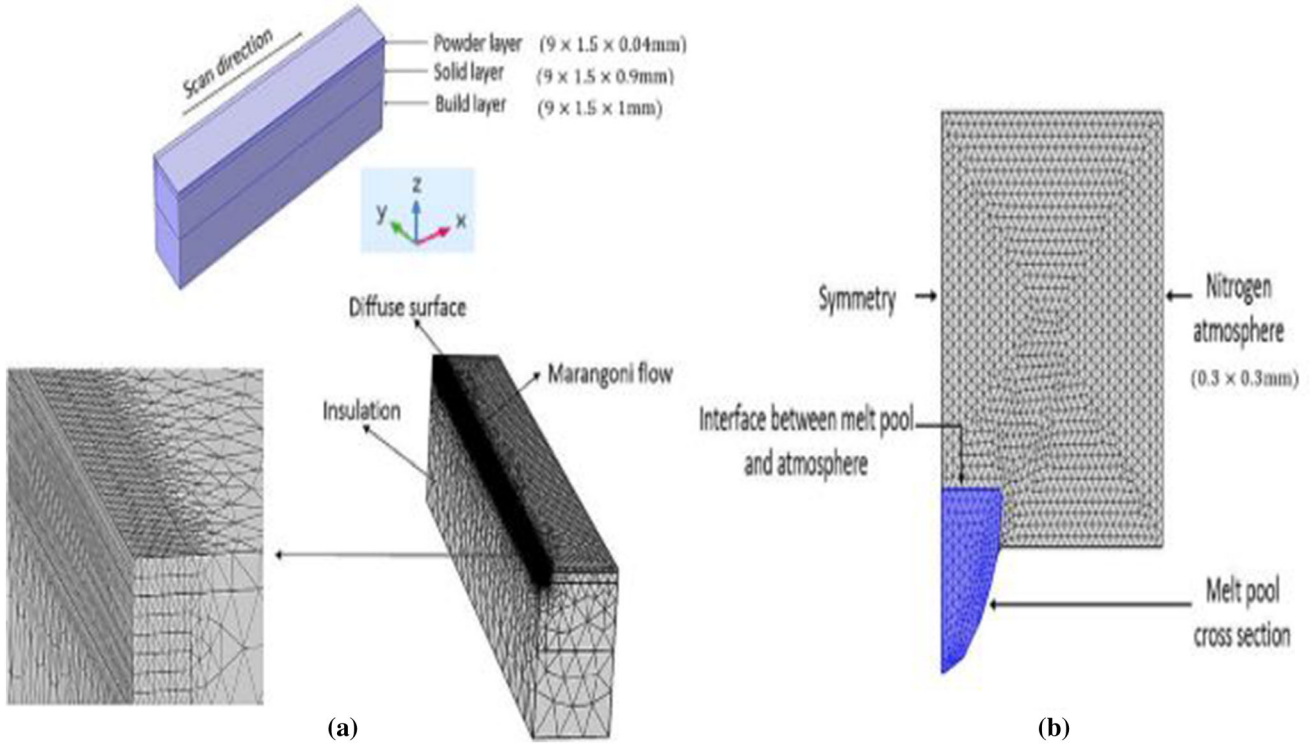 Scan direction
Powder layer (9 × 1.5 × 0.04mm)
Solid layer (9 × 1.5 × 0.9mm)
Build layer (9 × 1.5 × 1mm)
z
y
x
Diffuse surface
Marangoni flow
Insulation
(a)
Symmetry
Nitrogen
atmosphere
(0.3 × 0.3mm)
Interface between melt pool
and atmosphere
Melt pool
cross section
(b)